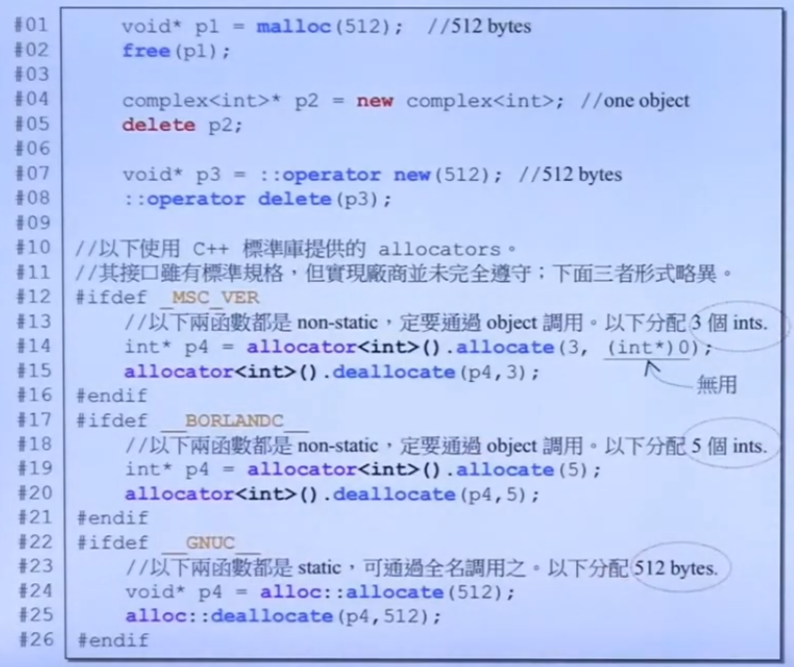 #01 void* p1 = malloc(512); //512 bytes
#02 free(p1);
#03
#04 complex<int>* p2 = new complex<int>; //one object
#05 delete p2;
#06
#07 void* p3 = ::operator new(512); //512 bytes
#08 ::operator delete(p3);
#09
#10 //以下使用 C++ 標準庫提供的 allocators。
#11 //其接口雖有標準規格，但實現廠商並未完全遵守；下面三者形式略異。
#12 #ifdef _MSC_VER
#13 //以下兩函數都是 non-static，定要通過 object 調用。以下分配 3 個 ints.
#14 int* p4 = allocator<int>().allocate(3, (int*)0);
#15 allocator<int>().deallocate(p4,3);
無用
#16 #endif
#17 #ifdef __BORLANDC__
#18 //以下兩函數都是 non-static，定要通過 object 調用。以下分配 5 個 ints.
#19 int* p4 = allocator<int>().allocate(5);
#20 allocator<int>().deallocate(p4,5);
#21 #endif
#22 #ifdef __GNUC__
#23 //以下兩函數都是 static，可通過全名調用之。以下分配 512 bytes.
#24 void* p4 = alloc::allocate(512);
#25 alloc::deallocate(p4,512);
#26 #endif